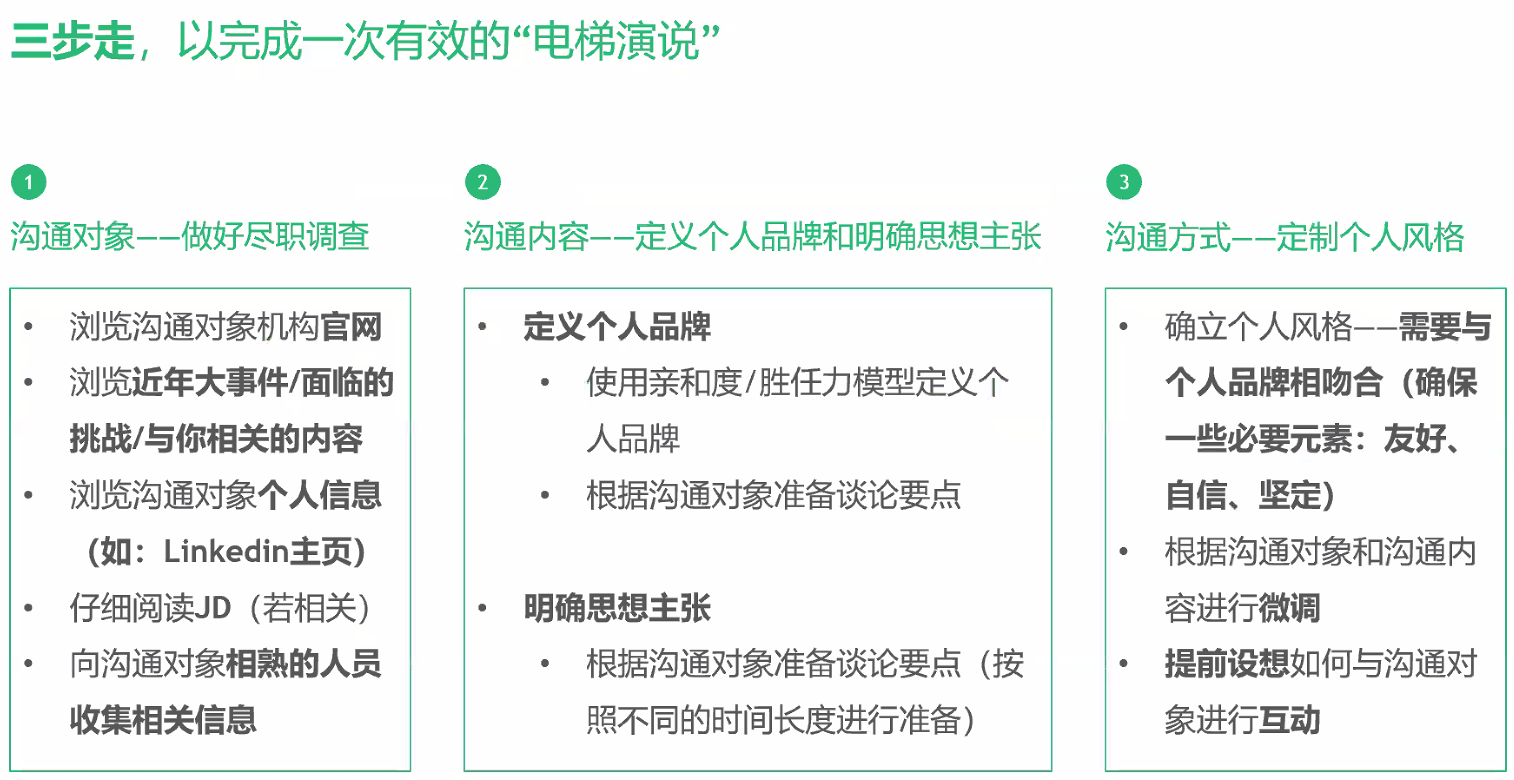 三步走，以完成一次有效的“电梯演说”
1
沟通对象——做好尽职调查
• 浏览沟通对象机构官网
• 浏览近年大事件/面临的
挑战/与你相关的内容
• 浏览沟通对象个人信息
（如：Linkedin主页）
• 仔细阅读JD（若相关）
• 向沟通对象相熟的人员
收集相关信息
2
沟通内容——定义个人品牌和明确思想主张
• 定义个人品牌
• 使用亲和度/胜任力模型定义个
人品牌
• 根据沟通对象准备谈论要点
• 明确思想主张
• 根据沟通对象准备谈论要点（按
照不同的时间长度进行准备）
3
沟通方式——定制个人风格
• 确立个人风格——需要与
个人品牌相吻合（确保
一些必要元素：友好、
自信、坚定）
• 根据沟通对象和沟通内
容进行微调
• 提前设想如何与沟通对
象进行互动